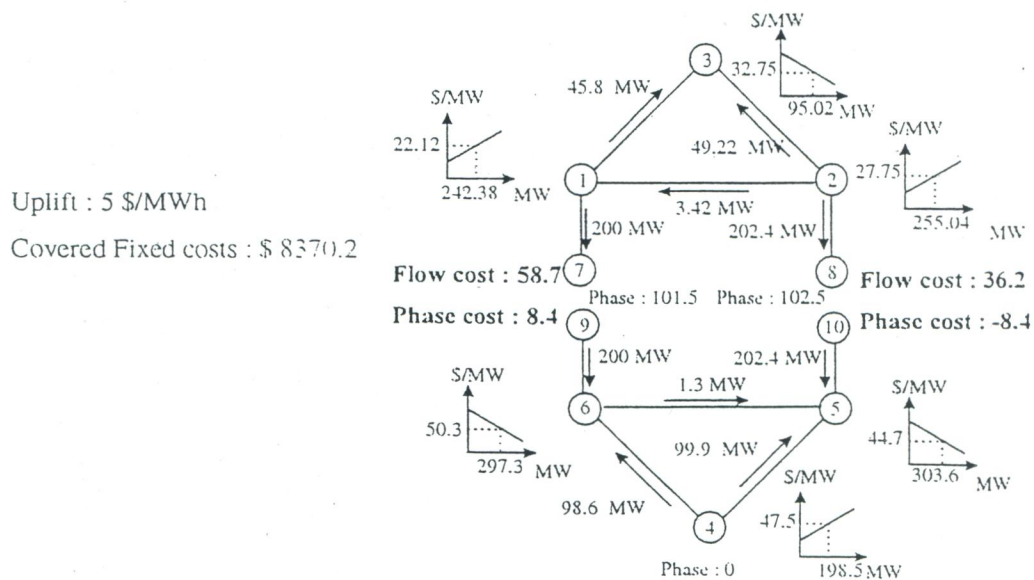 $/MW
3
32.75
95.02 MW
45.8 MW
$/MW
22.12
242.38 MW
49.22 MW
$/MW
27.75
255.04
MW
1
2
3.42 MW
Uplift : 5 $/MWh
Covered Fixed costs : $ 8370.2
200 MW
202.4 MW
Flow cost : 58.7
7
8
Flow cost : 36.2
Phase : 101.5
Phase : 102.5
Phase cost : 8.4
9
10
Phase cost : -8.4
200 MW
202.4 MW
$/MW
50.3
297.3 MW
6
1.3 MW
5
$/MW
44.7
303.6
MW
99.9 MW
98.6 MW
4
$/MW
47.5
198.5 MW
Phase : 0